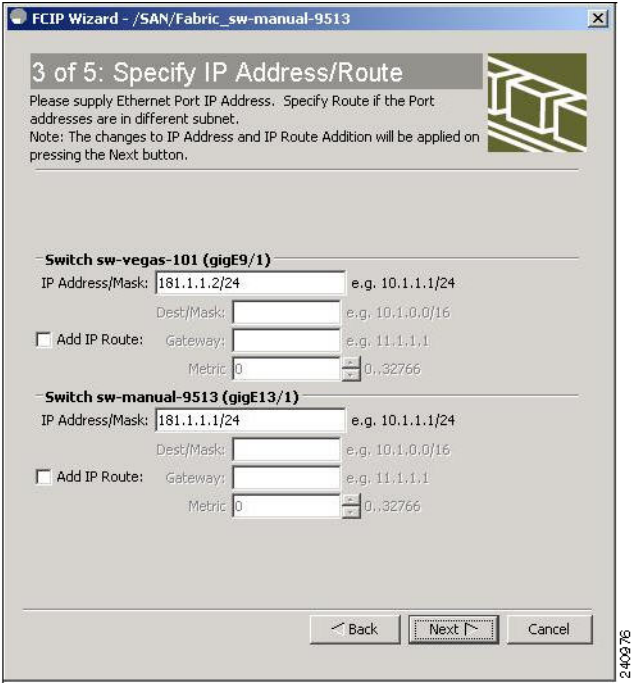 FCIP Wizard - /SAN/Fabric_sw-manual-9513
3 of 5: Specify IP Address/Route
Please supply Ethernet Port IP Address. Specify Route if the Port
addresses are in different subnet.
Note: The changes to IP Address and IP Route Addition will be applied on
pressing the Next button.
Switch sw-vegas-101 (gigE9/1)
IP Address/Mask: 181.1.1.2/24 e.g. 10.1.1.1/24
Dest/Mask: e.g. 10.1.0.0/16
Add IP Route: Gateway: e.g. 11.1.1.1
Metric 0 0..32766
Switch sw-manual-9513 (gigE13/1)
IP Address/Mask: 181.1.1.1/24 e.g. 10.1.1.1/24
Dest/Mask: e.g. 10.1.0.0/16
Add IP Route: Gateway: e.g. 11.1.1.1
Metric 0 0..32766
Back Next Cancel
240976